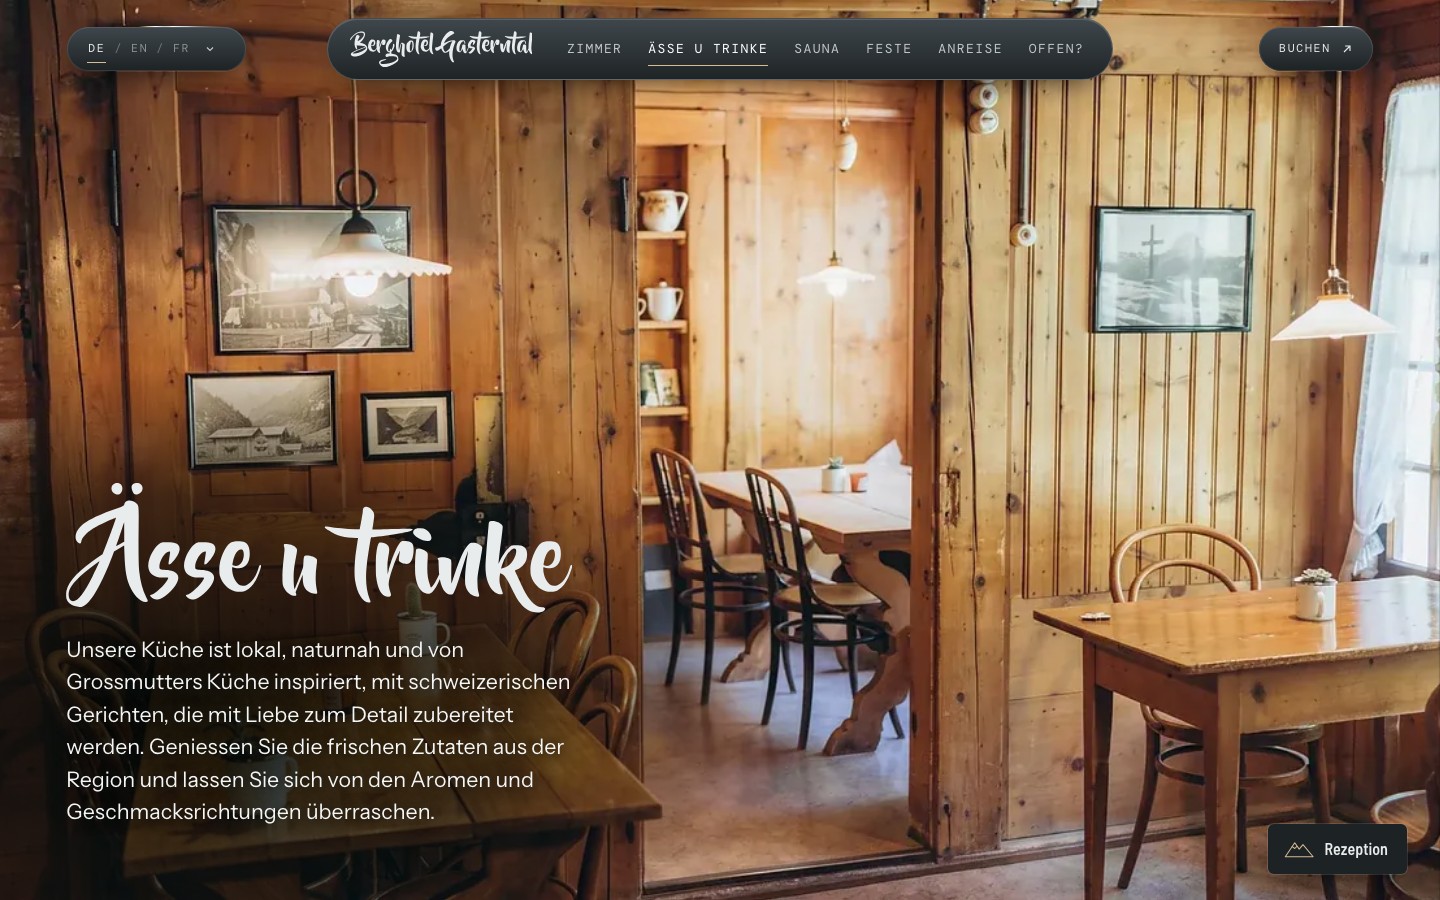 DE / EN / FR
Berghotel Gasterntal
ZIMMER
ÄSSE U TRINKE
SAUNA
FESTE
ANREISE
OFFEN?
BUCHEN
Ässe u trinke
Unsere Küche ist lokal, naturnah und von
Grossmutters Küche inspiriert, mit schweizerischen
Gerichten, die mit Liebe zum Detail zubereitet
werden. Geniessen Sie die frischen Zutaten aus der
Region und lassen Sie sich von den Aromen und
Geschmacksrichtungen überraschen.
Rezeption